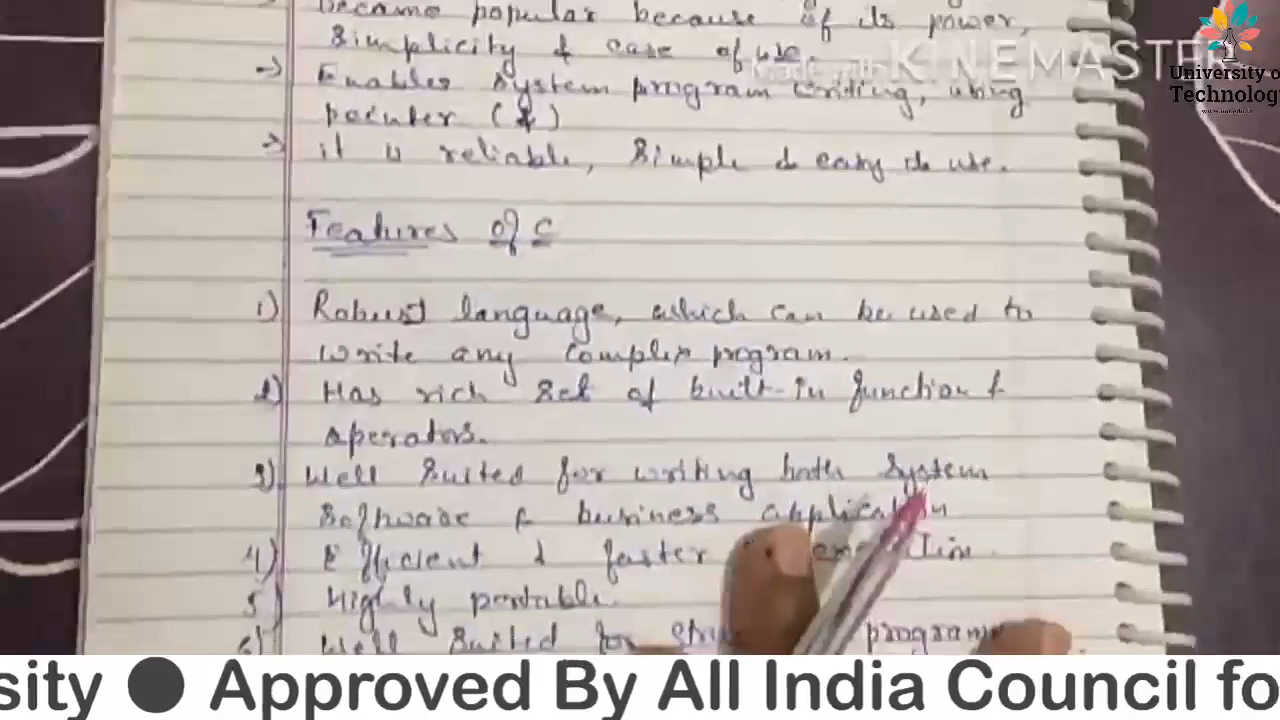 became popular because of its power,
simplicity & ease of use.
Made with KINEMASTER
University of
Technology
→ Enables system program writing, using
pointer (&)
→ it is reliable, simple & easy to use.
Features of C
1) Robust language, which can be used to
write any complex program.
2) Has rich set of built-in function &
operators.
3) Well suited for writing both system
software & business application
4) Efficient & faster
5) Highly portable.
6) Well suited for program
sity ● Approved By All India Council fo